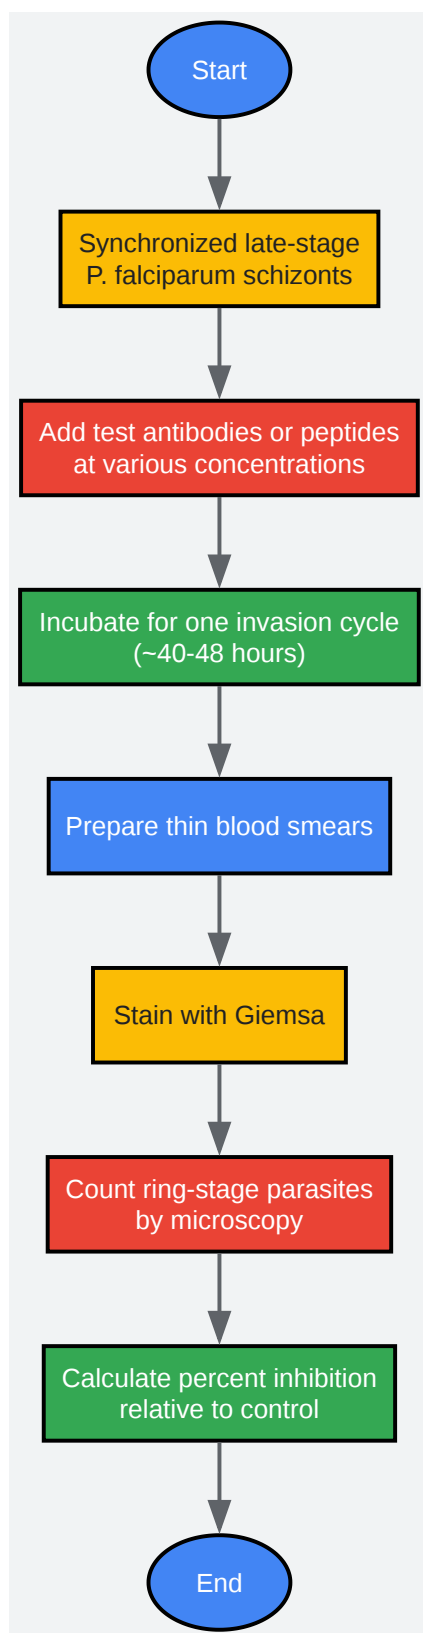 Start
Synchronized late-stage
P. falciparum schizonts
Add test antibodies or peptides
at various concentrations
Incubate for one invasion cycle
(~40-48 hours)
Prepare thin blood smears
Stain with Giemsa
Count ring-stage parasites
by microscopy
Calculate percent inhibition
relative to control
End